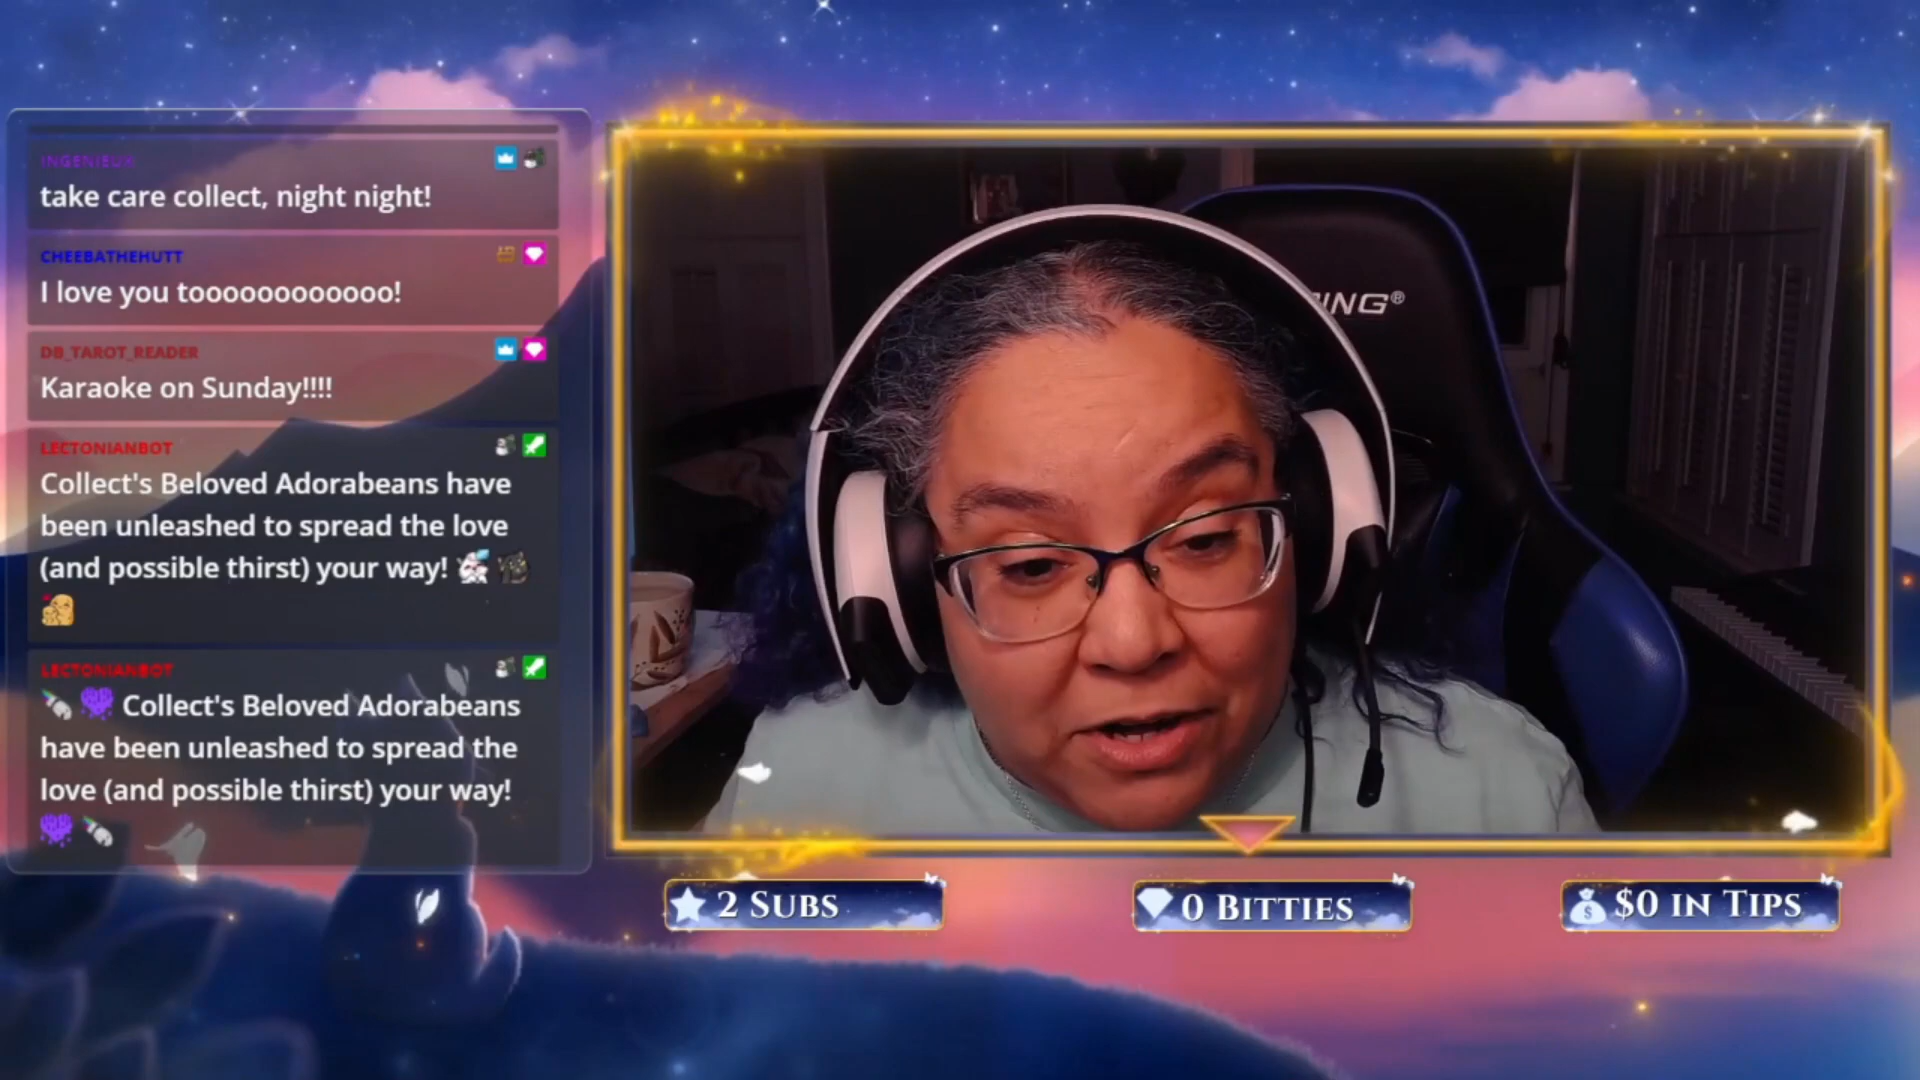 INGENIEUX
take care collect, night night!
CHEEBATHEHUTT
I love you toooooooooooo!
DB_TAROT_READER
Karaoke on Sunday!!!!
LECTONIANBOT
Collect's Beloved Adorabeans have
been unleashed to spread the love
(and possible thirst) your way!
LECTONIANBOT
Collect's Beloved Adorabeans
have been unleashed to spread the
love (and possible thirst) your way!
ING®
2 Subs
0 Bitties
$0 in Tips